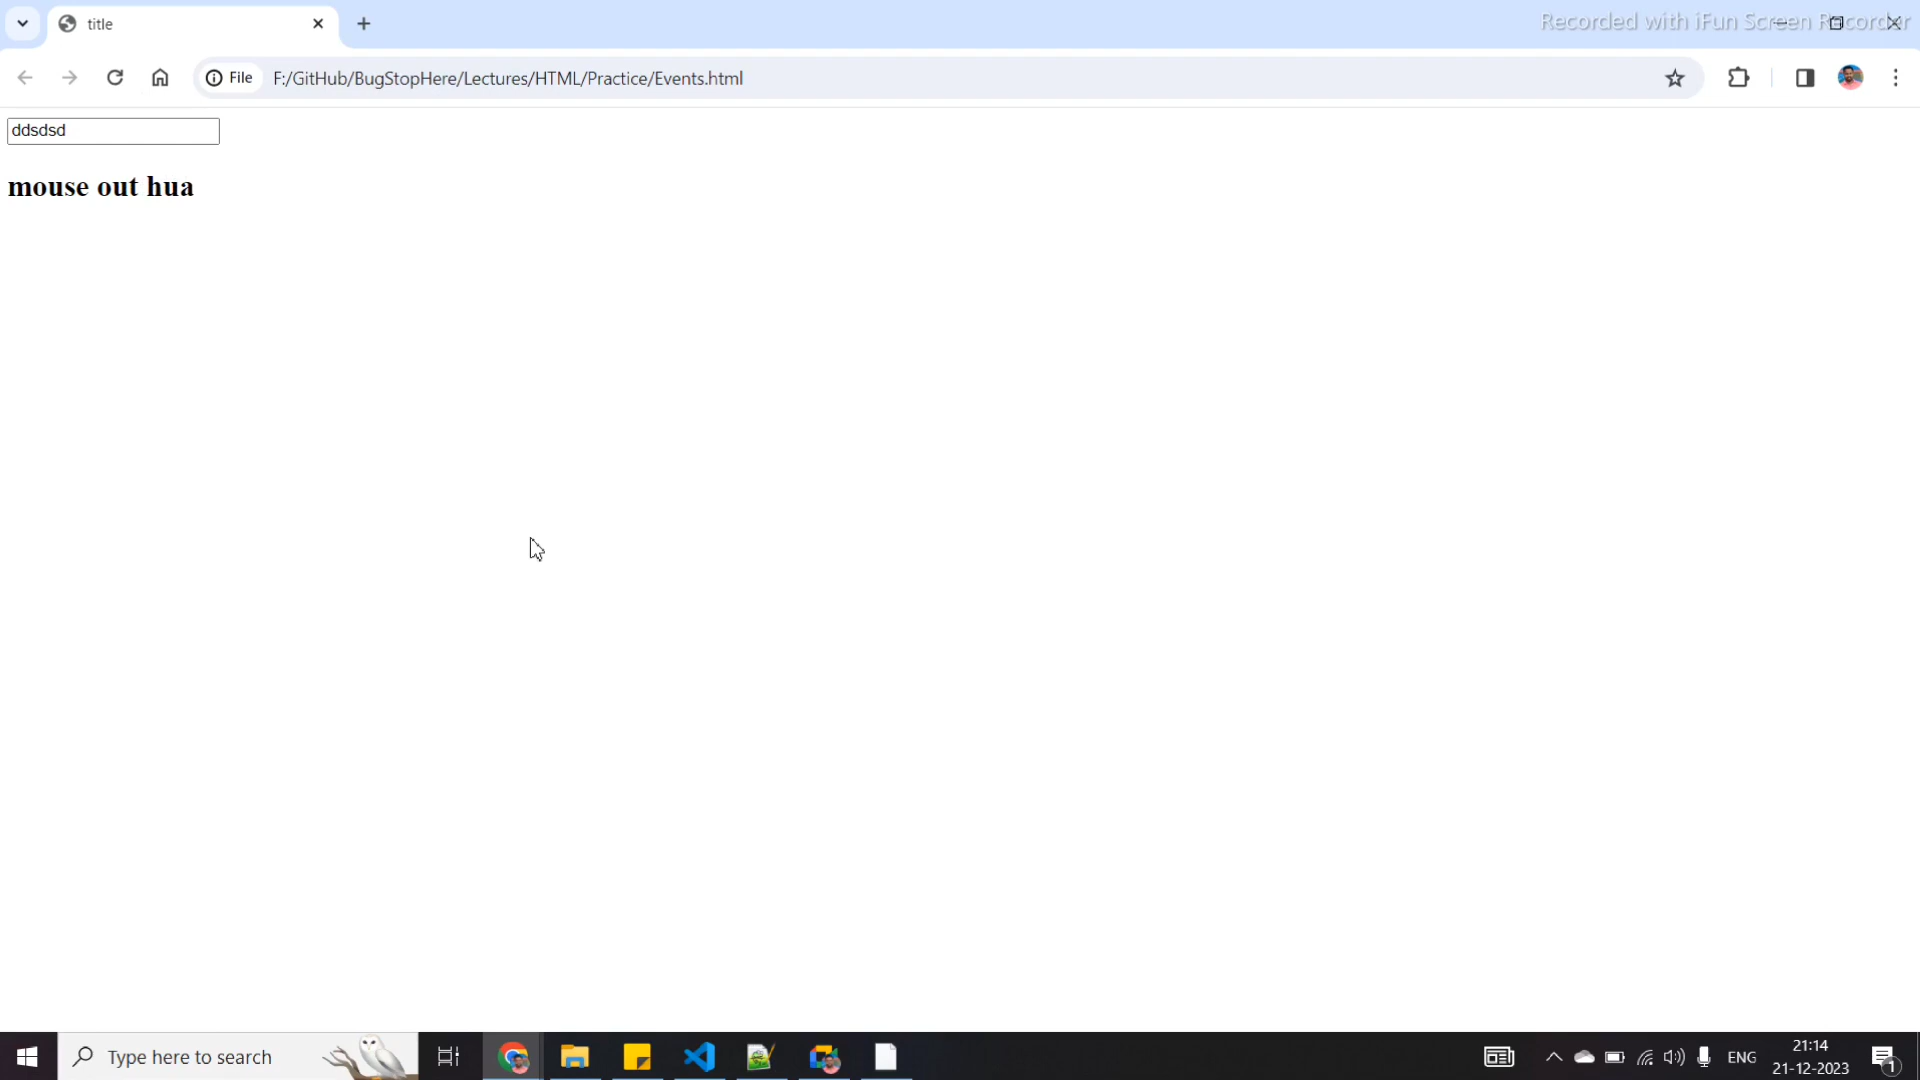 title
Recorded with iFun Screen Recorder
File
F:/GitHub/BugStopHere/Lectures/HTML/Practice/Events.html
ddsdsd
mouse out hua
Type here to search
ENG
21:14
21-12-2023
1